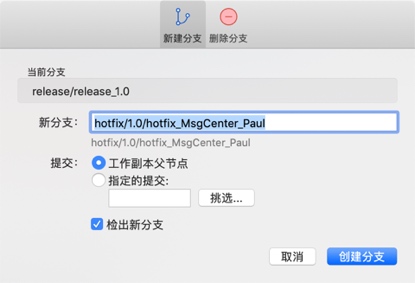 新建分支 删除分支
当前分支
release/release_1.0
新分支: hotfix/1.0/hotfix_MsgCenter_Paul
hotfix/1.0/hotfix_MsgCenter_Paul
提交: 工作副本父节点
指定的提交:
挑选...
检出新分支
取消 创建分支